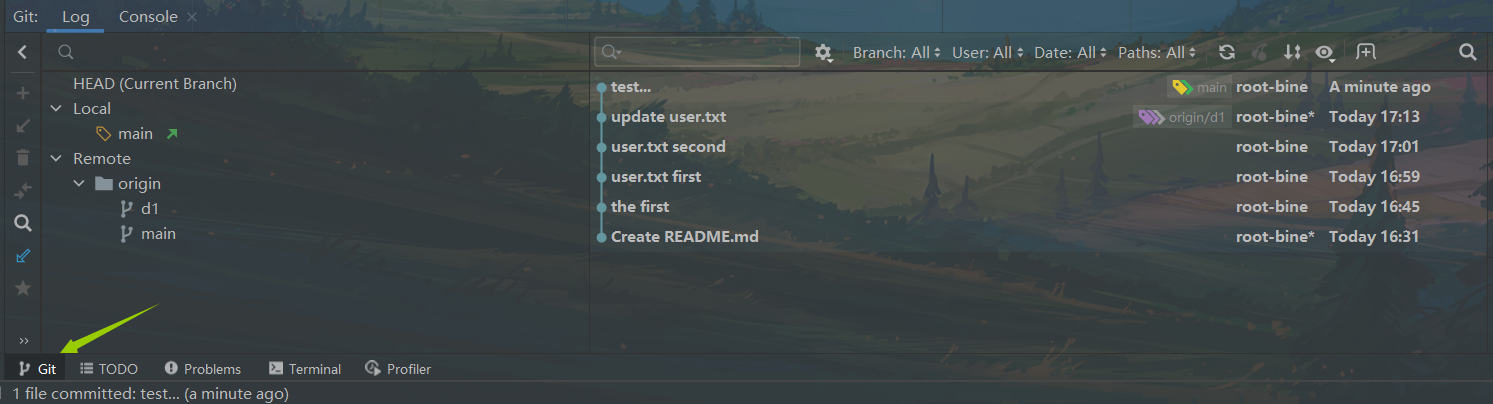 Git: Log Console
Branch: All User: All Date: All Paths: All
HEAD (Current Branch)
Local
main
Remote
origin
d1
main
test... main root-bine A minute ago
update user.txt origin/d1 root-bine* Today 17:13
user.txt second root-bine Today 17:01
user.txt first root-bine Today 16:59
the first root-bine Today 16:45
Create README.md root-bine* Today 16:31
Git TODO Problems Terminal Profiler
1 file committed: test... (a minute ago)